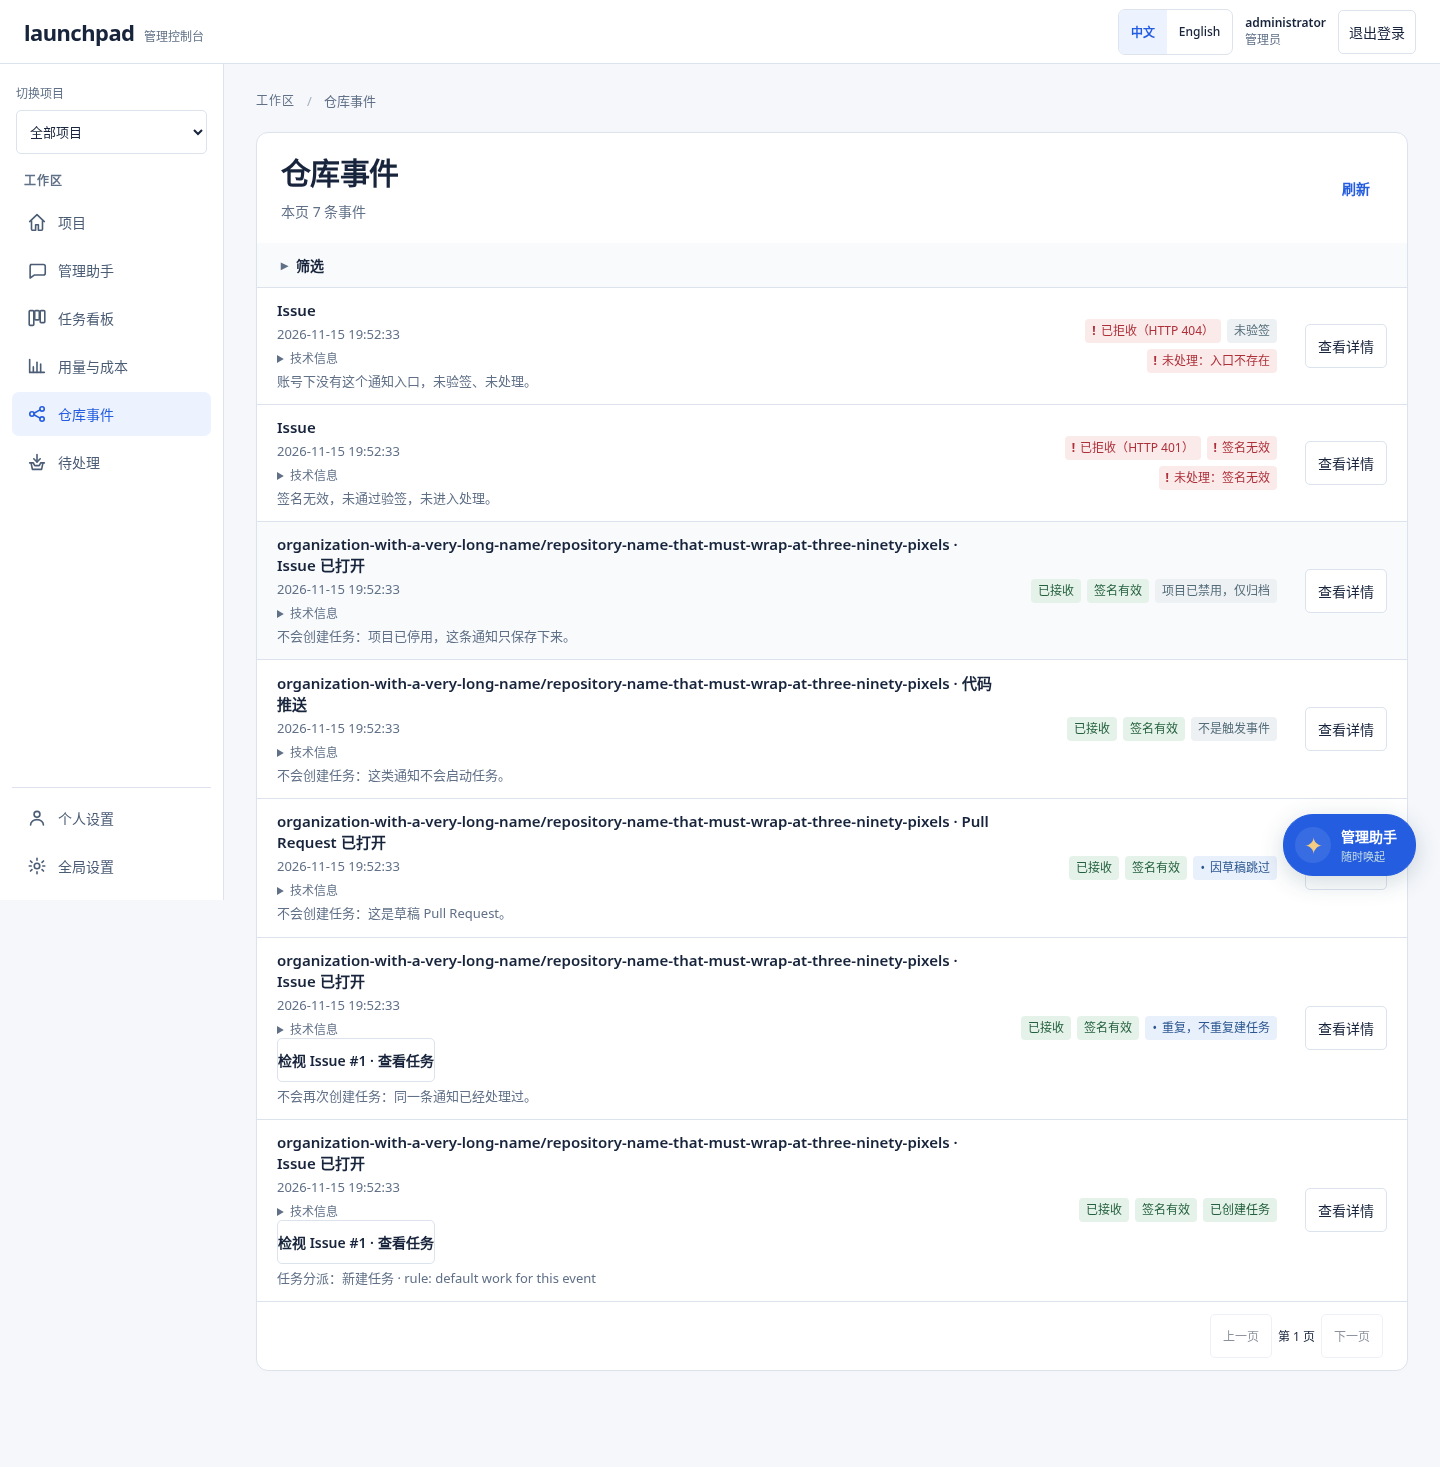 launchpad 管理控制台
中文 English
administrator
管理员
退出登录
切换项目
全部项目
工作区
项目
管理助手
任务看板
用量与成本
仓库事件
待处理
个人设置
全局设置
工作区 / 仓库事件
仓库事件
本页 7 条事件
刷新
▶ 筛选
Issue
2026-11-15 19:52:33
▶ 技术信息
账号下没有这个通知入口，未验签、未处理。
! 已拒收（HTTP 404） 未验签
! 未处理：入口不存在
查看详情
Issue
2026-11-15 19:52:33
▶ 技术信息
签名无效，未通过验签，未进入处理。
! 已拒收（HTTP 401） ! 签名无效
! 未处理：签名无效
查看详情
organization-with-a-very-long-name/repository-name-that-must-wrap-at-three-ninety-pixels ·
Issue 已打开
2026-11-15 19:52:33
▶ 技术信息
不会创建任务：项目已停用，这条通知只保存下来。
已接收 签名有效 项目已禁用，仅归档
查看详情
organization-with-a-very-long-name/repository-name-that-must-wrap-at-three-ninety-pixels · 代码
推送
2026-11-15 19:52:33
▶ 技术信息
不会创建任务：这类通知不会启动任务。
已接收 签名有效 不是触发事件
查看详情
organization-with-a-very-long-name/repository-name-that-must-wrap-at-three-ninety-pixels · Pull
Request 已打开
2026-11-15 19:52:33
▶ 技术信息
不会创建任务：这是草稿 Pull Request。
已接收 签名有效 • 因草稿跳过
管理助手
随时唤起
organization-with-a-very-long-name/repository-name-that-must-wrap-at-three-ninety-pixels ·
Issue 已打开
2026-11-15 19:52:33
▶ 技术信息
检视 Issue #1 · 查看任务
不会再次创建任务：同一条通知已经处理过。
已接收 签名有效 • 重复，不重复建任务
查看详情
organization-with-a-very-long-name/repository-name-that-must-wrap-at-three-ninety-pixels ·
Issue 已打开
2026-11-15 19:52:33
▶ 技术信息
检视 Issue #1 · 查看任务
任务分派：新建任务 · rule: default work for this event
已接收 签名有效 已创建任务
查看详情
上一页 第 1 页 下一页